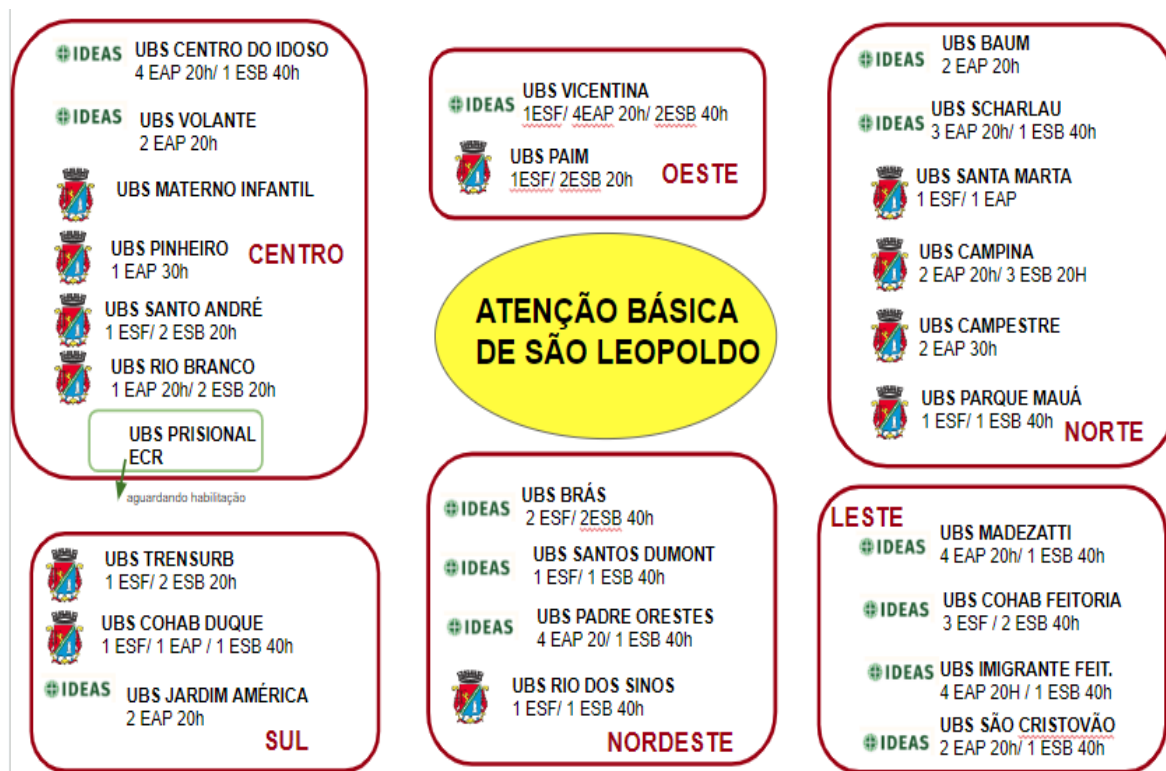 IDEAS UBS CENTRO DO IDOSO
4 EAP 20h/ 1 ESB 40h
IDEAS UBS VOLANTE
2 EAP 20h
UBS MATERNO INFANTIL
UBS PINHEIRO
1 EAP 30h
CENTRO
UBS SANTO ANDRÉ
1 ESF/ 2 ESB 20h
UBS RIO BRANCO
1 EAP 20h/ 2 ESB 20h
UBS PRISIONAL
ECR
aguardando habilitação
IDEAS UBS VICENTINA
1ESF/ 4EAP 20h/ 2ESB 40h
UBS PAIM
1ESF/ 2ESB 20h
OESTE
IDEAS UBS BAUM
2 EAP 20h
IDEAS UBS SCHARLAU
3 EAP 20h/ 1 ESB 40h
UBS SANTA MARTA
1 ESF/ 1 EAP
UBS CAMPINA
2 EAP 20h/ 3 ESB 20H
UBS CAMPESTRE
2 EAP 30h
UBS PARQUE MAUÁ
1 ESF/ 1 ESB 40h
NORTE
ATENÇÃO BÁSICA
DE SÃO LEOPOLDO
UBS TRENSURB
1 ESF/ 2 ESB 20h
UBS COHAB DUQUE
1 ESF/ 1 EAP / 1 ESB 40h
IDEAS UBS JARDIM AMÉRICA
2 EAP 20h
SUL
IDEAS UBS BRÁS
2 ESF/ 2ESB 40h
IDEAS UBS SANTOS DUMONT
1 ESF/ 1 ESB 40h
IDEAS UBS PADRE ORESTES
4 EAP 20/ 1 ESB 40h
UBS RIO DOS SINOS
1 ESF/ 1 ESB 40h
NORDESTE
LESTE
IDEAS UBS MADEZATTI
4 EAP 20h/ 1 ESB 40h
IDEAS UBS COHAB FEITORIA
3 ESF / 2 ESB 40h
IDEAS UBS IMIGRANTE FEIT.
4 EAP 20H / 1 ESB 40h
IDEAS UBS SÃO CRISTOVÃO
2 EAP 20h/ 1 ESB 40h